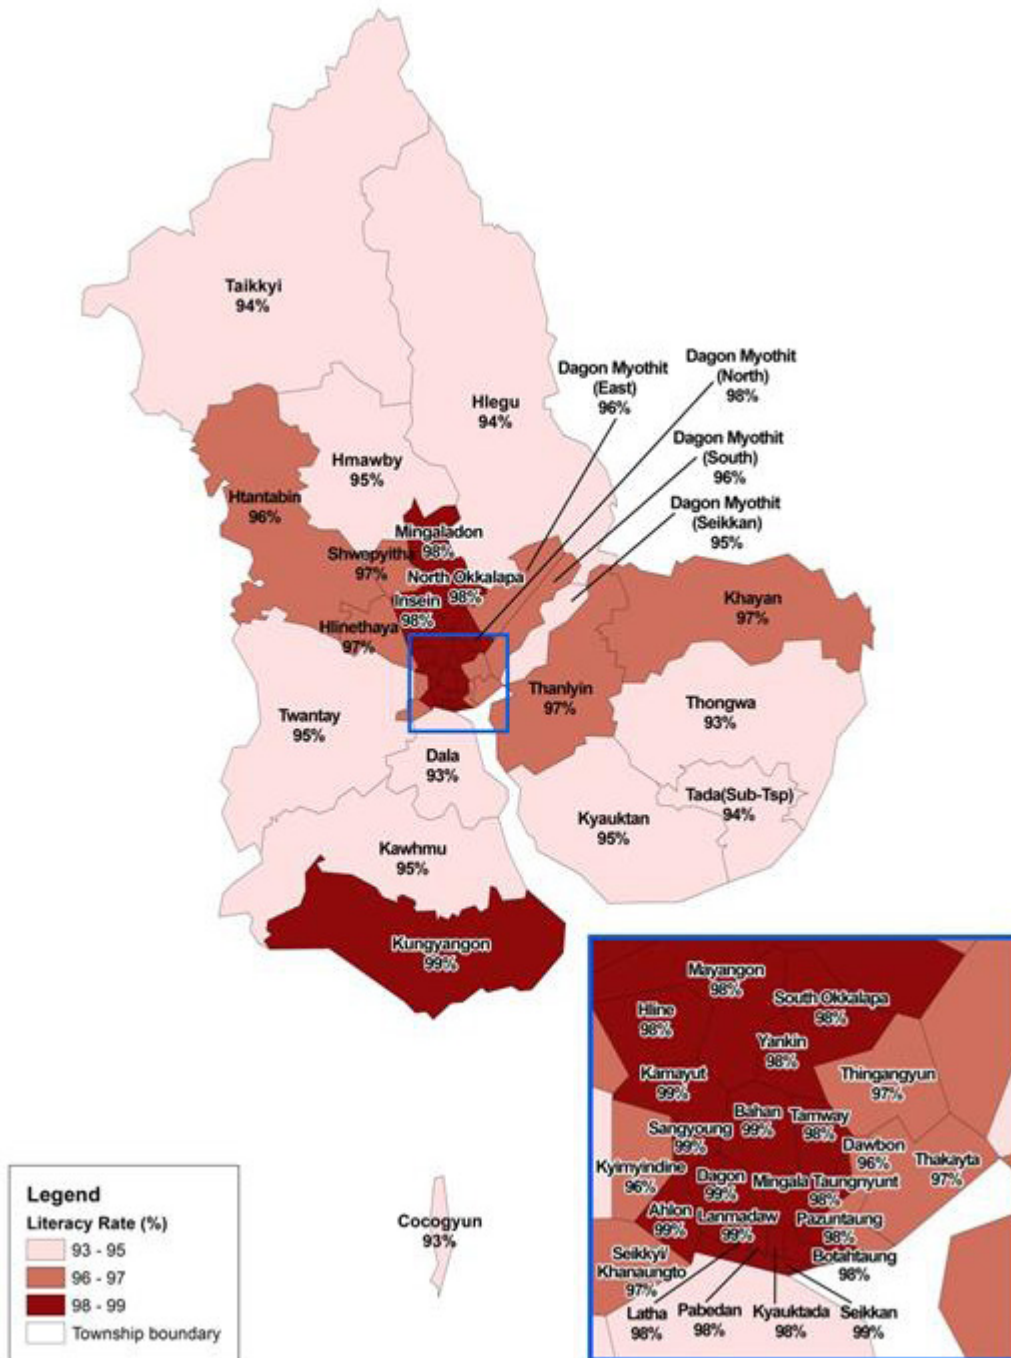 Taikkyi
94%
Hlegu
94%
Dagon Myothit
(East)
96%
Dagon Myothit
(North)
98%
Dagon Myothit
(South)
96%
Dagon Myothit
(Seikkan)
95%
Hmawby
95%
Htantabin
96%
Mingaladon
98%
Shwepyitha
97%
North Okkalapa
98%
Insein
98%
Hlinethaya
97%
Khayan
97%
Thanlyin
97%
Thongwa
93%
Twantay
95%
Dala
93%
Tada(Sub-Tsp)
94%
Kyauktan
95%
Kawhmu
95%
Kungyangon
99%
Mayangon
98%
South Okkalapa
98%
Hline
98%
Yankin
98%
Kamayut
99%
Thingangyun
97%
Bahan
99%
Tamway
98%
Sangyoung
99%
Dawbon
96%
Thakayta
97%
Kyimyindine
96%
Dagon
99%
Mingala Taungnyunt
98%
Ahlon
99%
Lanmadaw
99%
Pazuntaung
98%
Seikkyi/
Khanaungto
97%
Botahtaung
98%
Latha
98%
Pabedan
98%
Kyauktada
98%
Seikkan
99%
Cocogyun
93%
Legend
Literacy Rate (%)
93 - 95
96 - 97
98 - 99
Township boundary